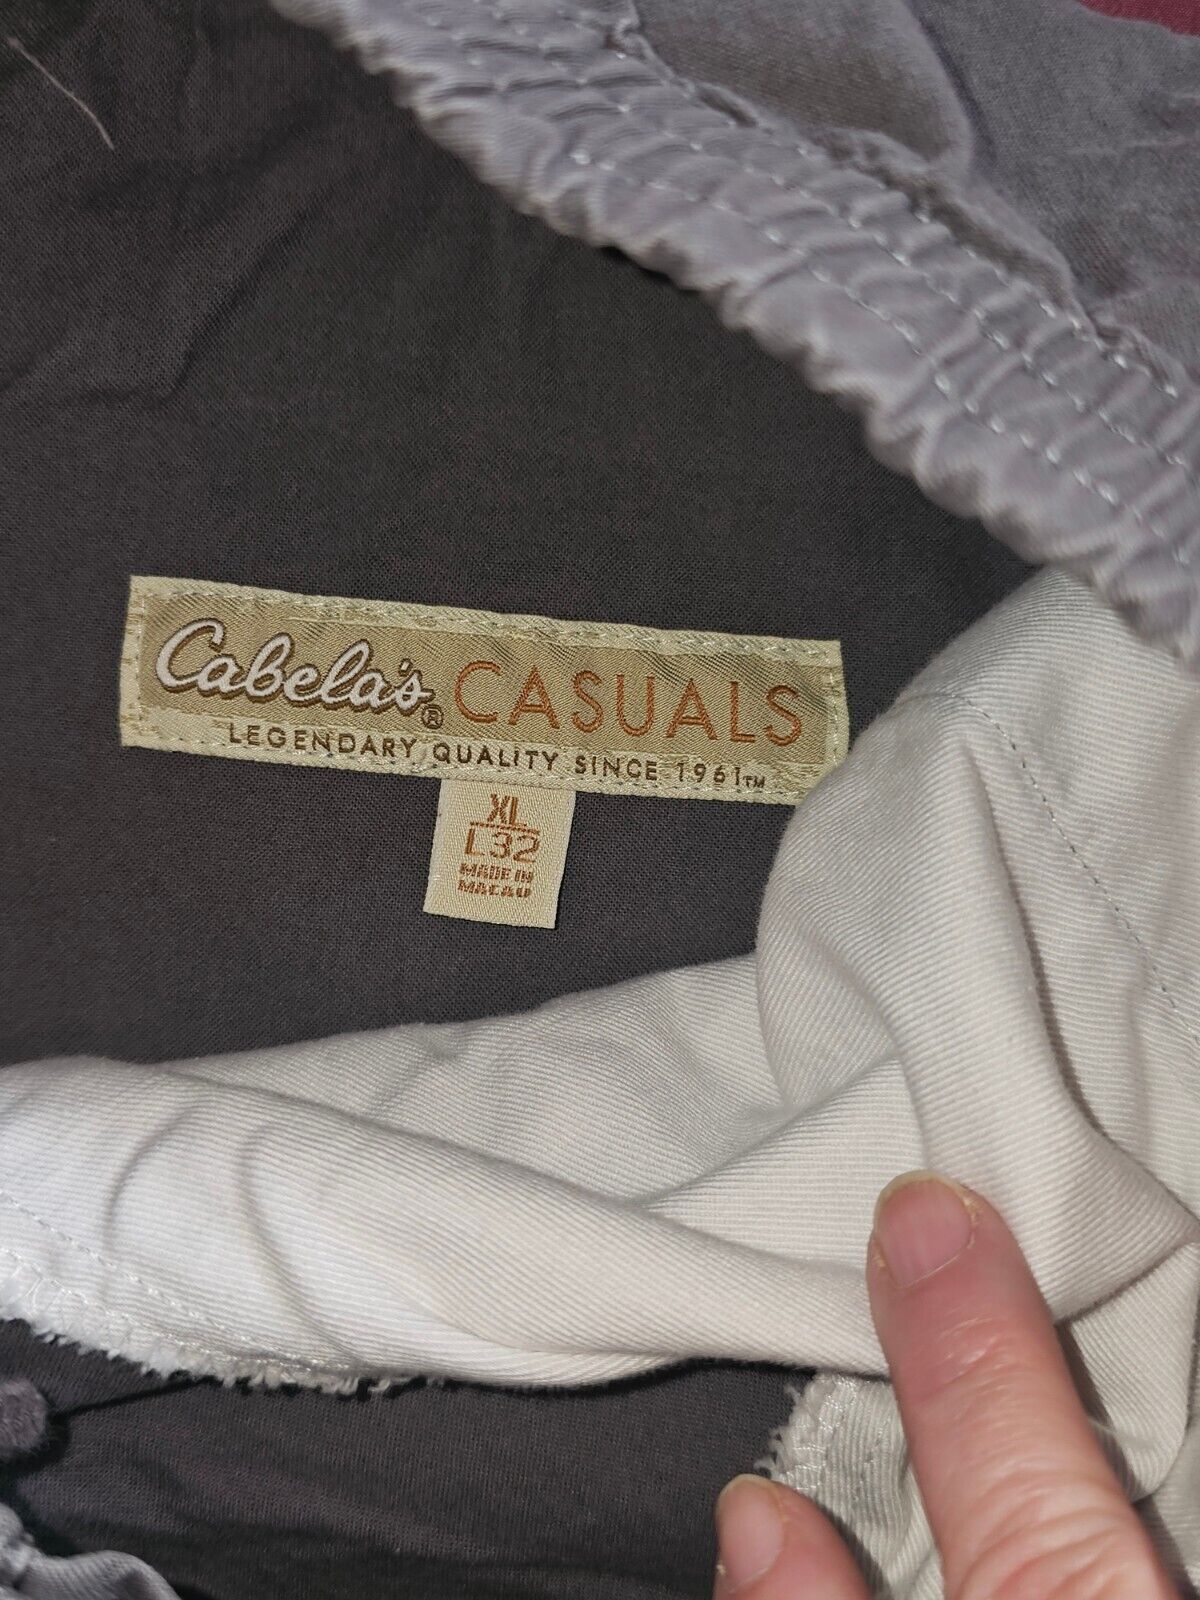 Cabela's® CASUALS
LEGENDARY QUALITY SINCE 1961™
XL
L32
MADE IN
MACAU